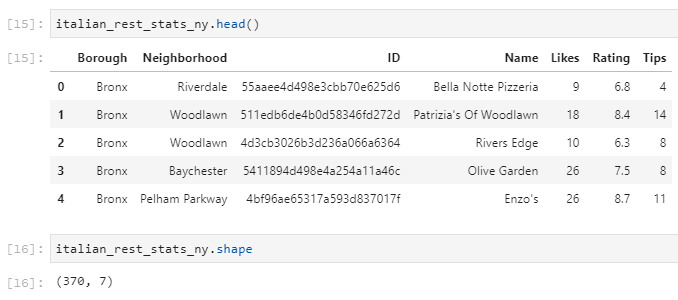 [15]: italian_rest_stats_ny.head()
[15]: Borough Neighborhood ID Name Likes Rating Tips
0 Bronx Riverdale 55aaee4d498e3cbb70e625d6 Bella Notte Pizzeria 9 6.8 4
1 Bronx Woodlawn 511edb6de4b0d58346fd272d Patrizia's Of Woodlawn 18 8.4 14
2 Bronx Woodlawn 4d3cb3026b3d236a066a6364 Rivers Edge 10 6.3 8
3 Bronx Baychester 5411894d498e4a254a11a46c Olive Garden 26 7.5 8
4 Bronx Pelham Parkway 4bf96ae65317a593d837017f Enzo's 26 8.7 11
[16]: italian_rest_stats_ny.shape
[16]: (370, 7)